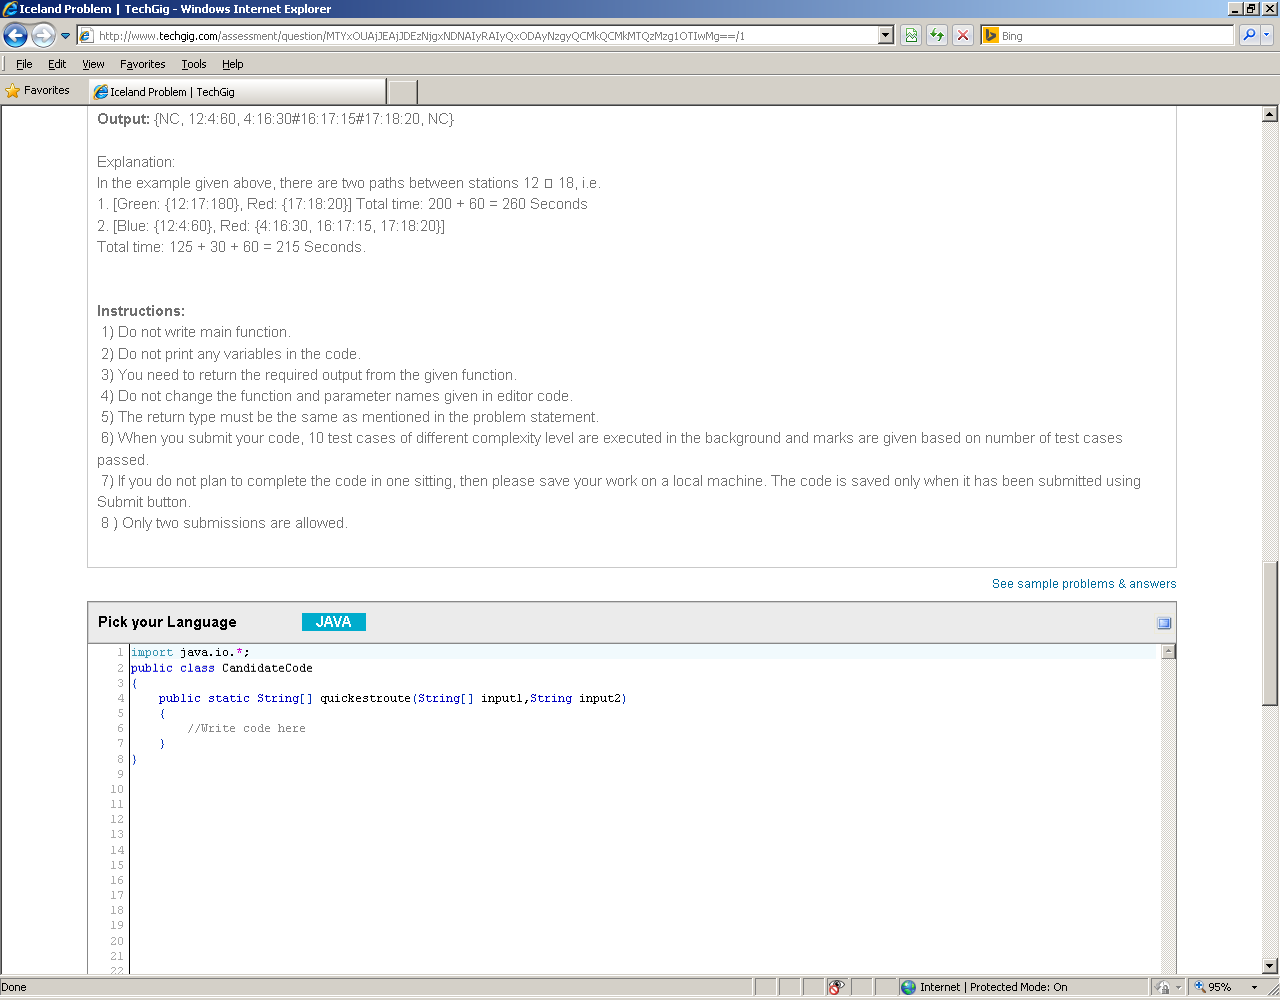 Iceland Problem | TechGig - Windows Internet Explorer
http://www.techgig.com/assessment/question/MTYxOUAjJEAjJDEzNjgxNDNAIyRAIyQxODAyNzgyQCMkQCMkMTQzMzg1OTIwMg==/1
Bing
File Edit View Favorites Tools Help
Favorites
Iceland Problem | TechGig
Output: {NC, 12:4:60, 4:16:30#16:17:15#17:18:20, NC}
Explanation:
In the example given above, there are two paths between stations 12 □ 18, i.e.
1. [Green: {12:17:180}, Red: {17:18:20}] Total time: 200 + 60 = 260 Seconds
2. [Blue: {12:4:60}, Red: {4:16:30, 16:17:15, 17:18:20}]
Total time: 125 + 30 + 60 = 215 Seconds.
Instructions:
1) Do not write main function.
2) Do not print any variables in the code.
3) You need to return the required output from the given function.
4) Do not change the function and parameter names given in editor code.
5) The return type must be the same as mentioned in the problem statement.
6) When you submit your code, 10 test cases of different complexity level are executed in the background and marks are given based on number of test cases
passed.
7) If you do not plan to complete the code in one sitting, then please save your work on a local machine. The code is saved only when it has been submitted using
Submit button.
8 ) Only two submissions are allowed.
See sample problems & answers
Pick your Language JAVA
1 import java.io.*;
2 public class CandidateCode
3 {
4 public static String[] quickestroute(String[] input1,String input2)
5 {
6 //Write code here
7 }
8 }
9
10
11
12
13
14
15
16
17
18
19
20
21
22
Done
Internet | Protected Mode: On
95%